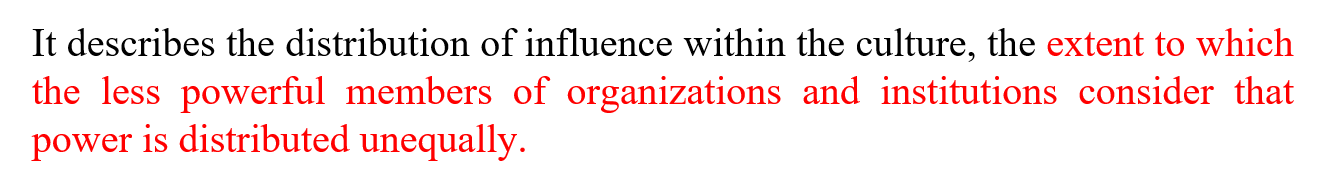 It describes the distribution of influence within the culture, the extent to which
the less powerful members of organizations and institutions consider that
power is distributed unequally.